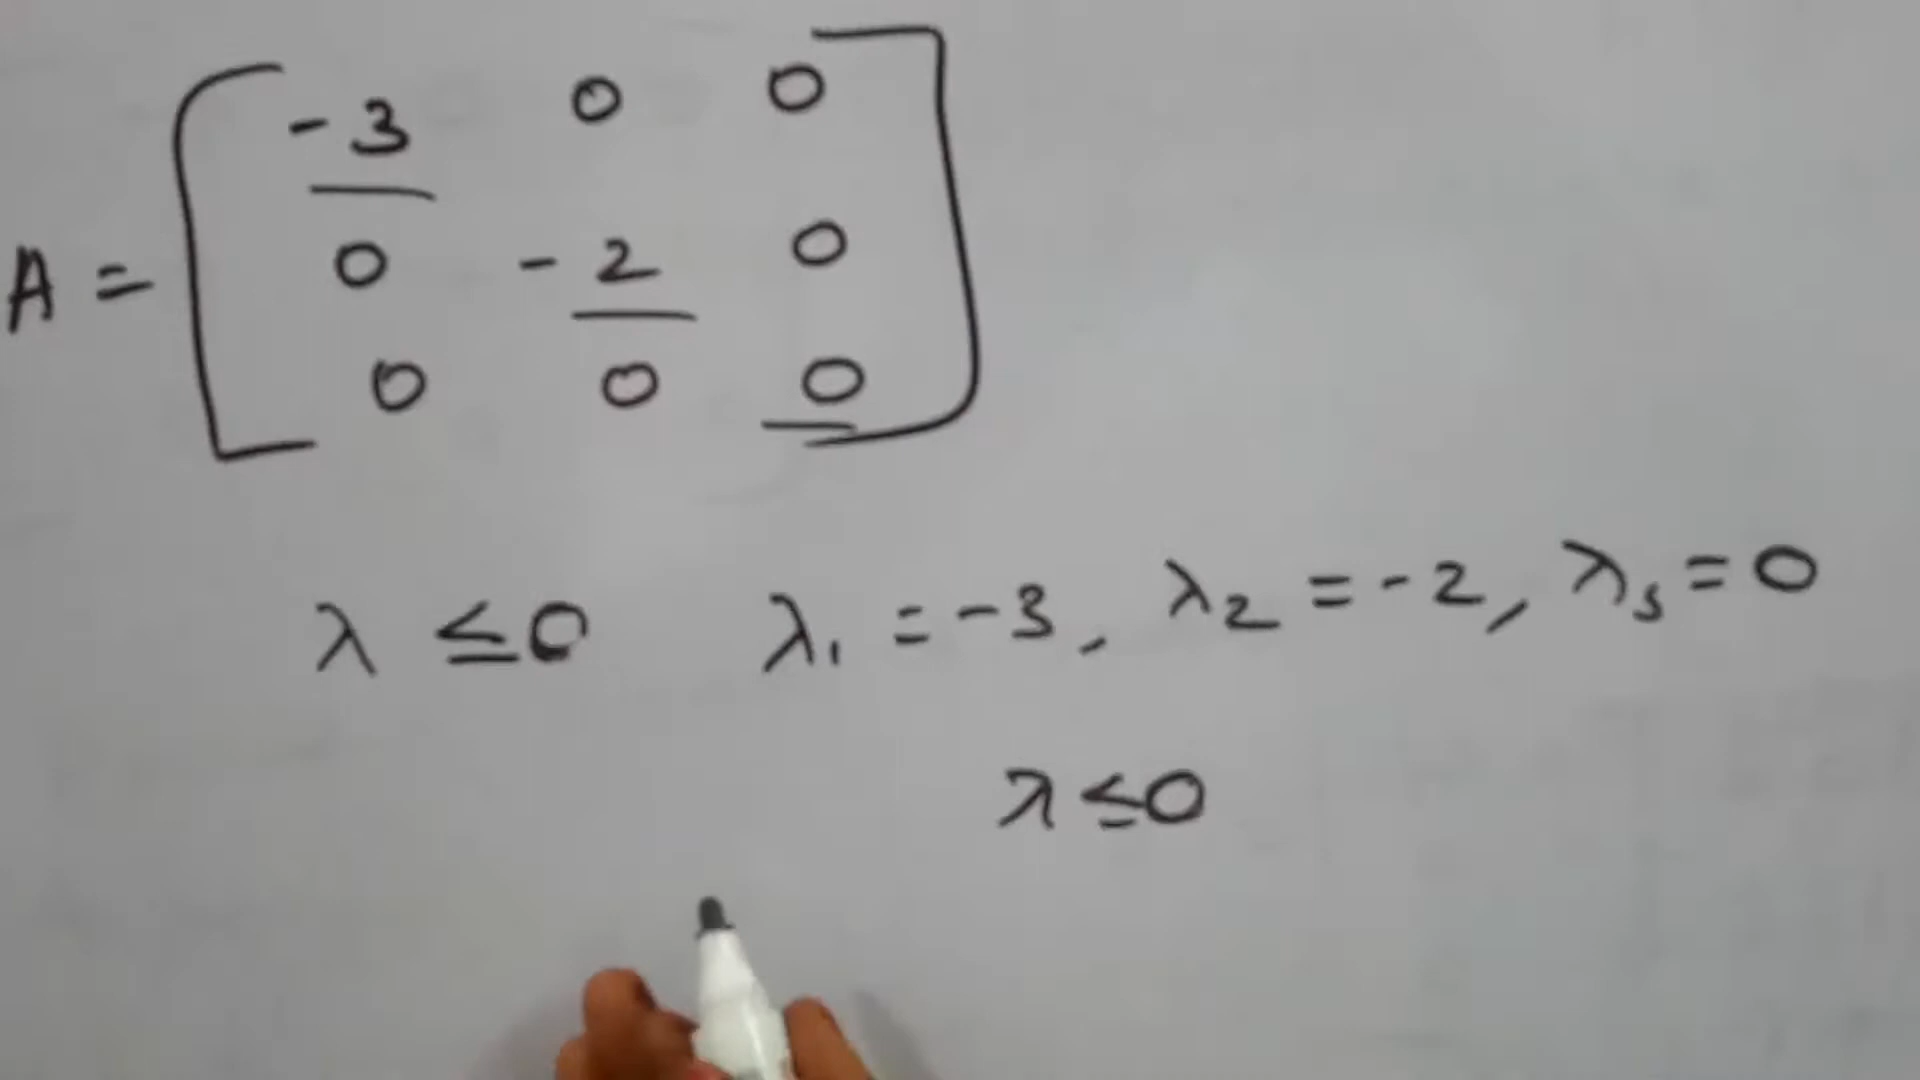 -3 0 0
A = 0 -2 0
0 0 0
λ ≤0 λ₁ = -3, λ₂ = -2, λ₃ = 0
λ ≤0